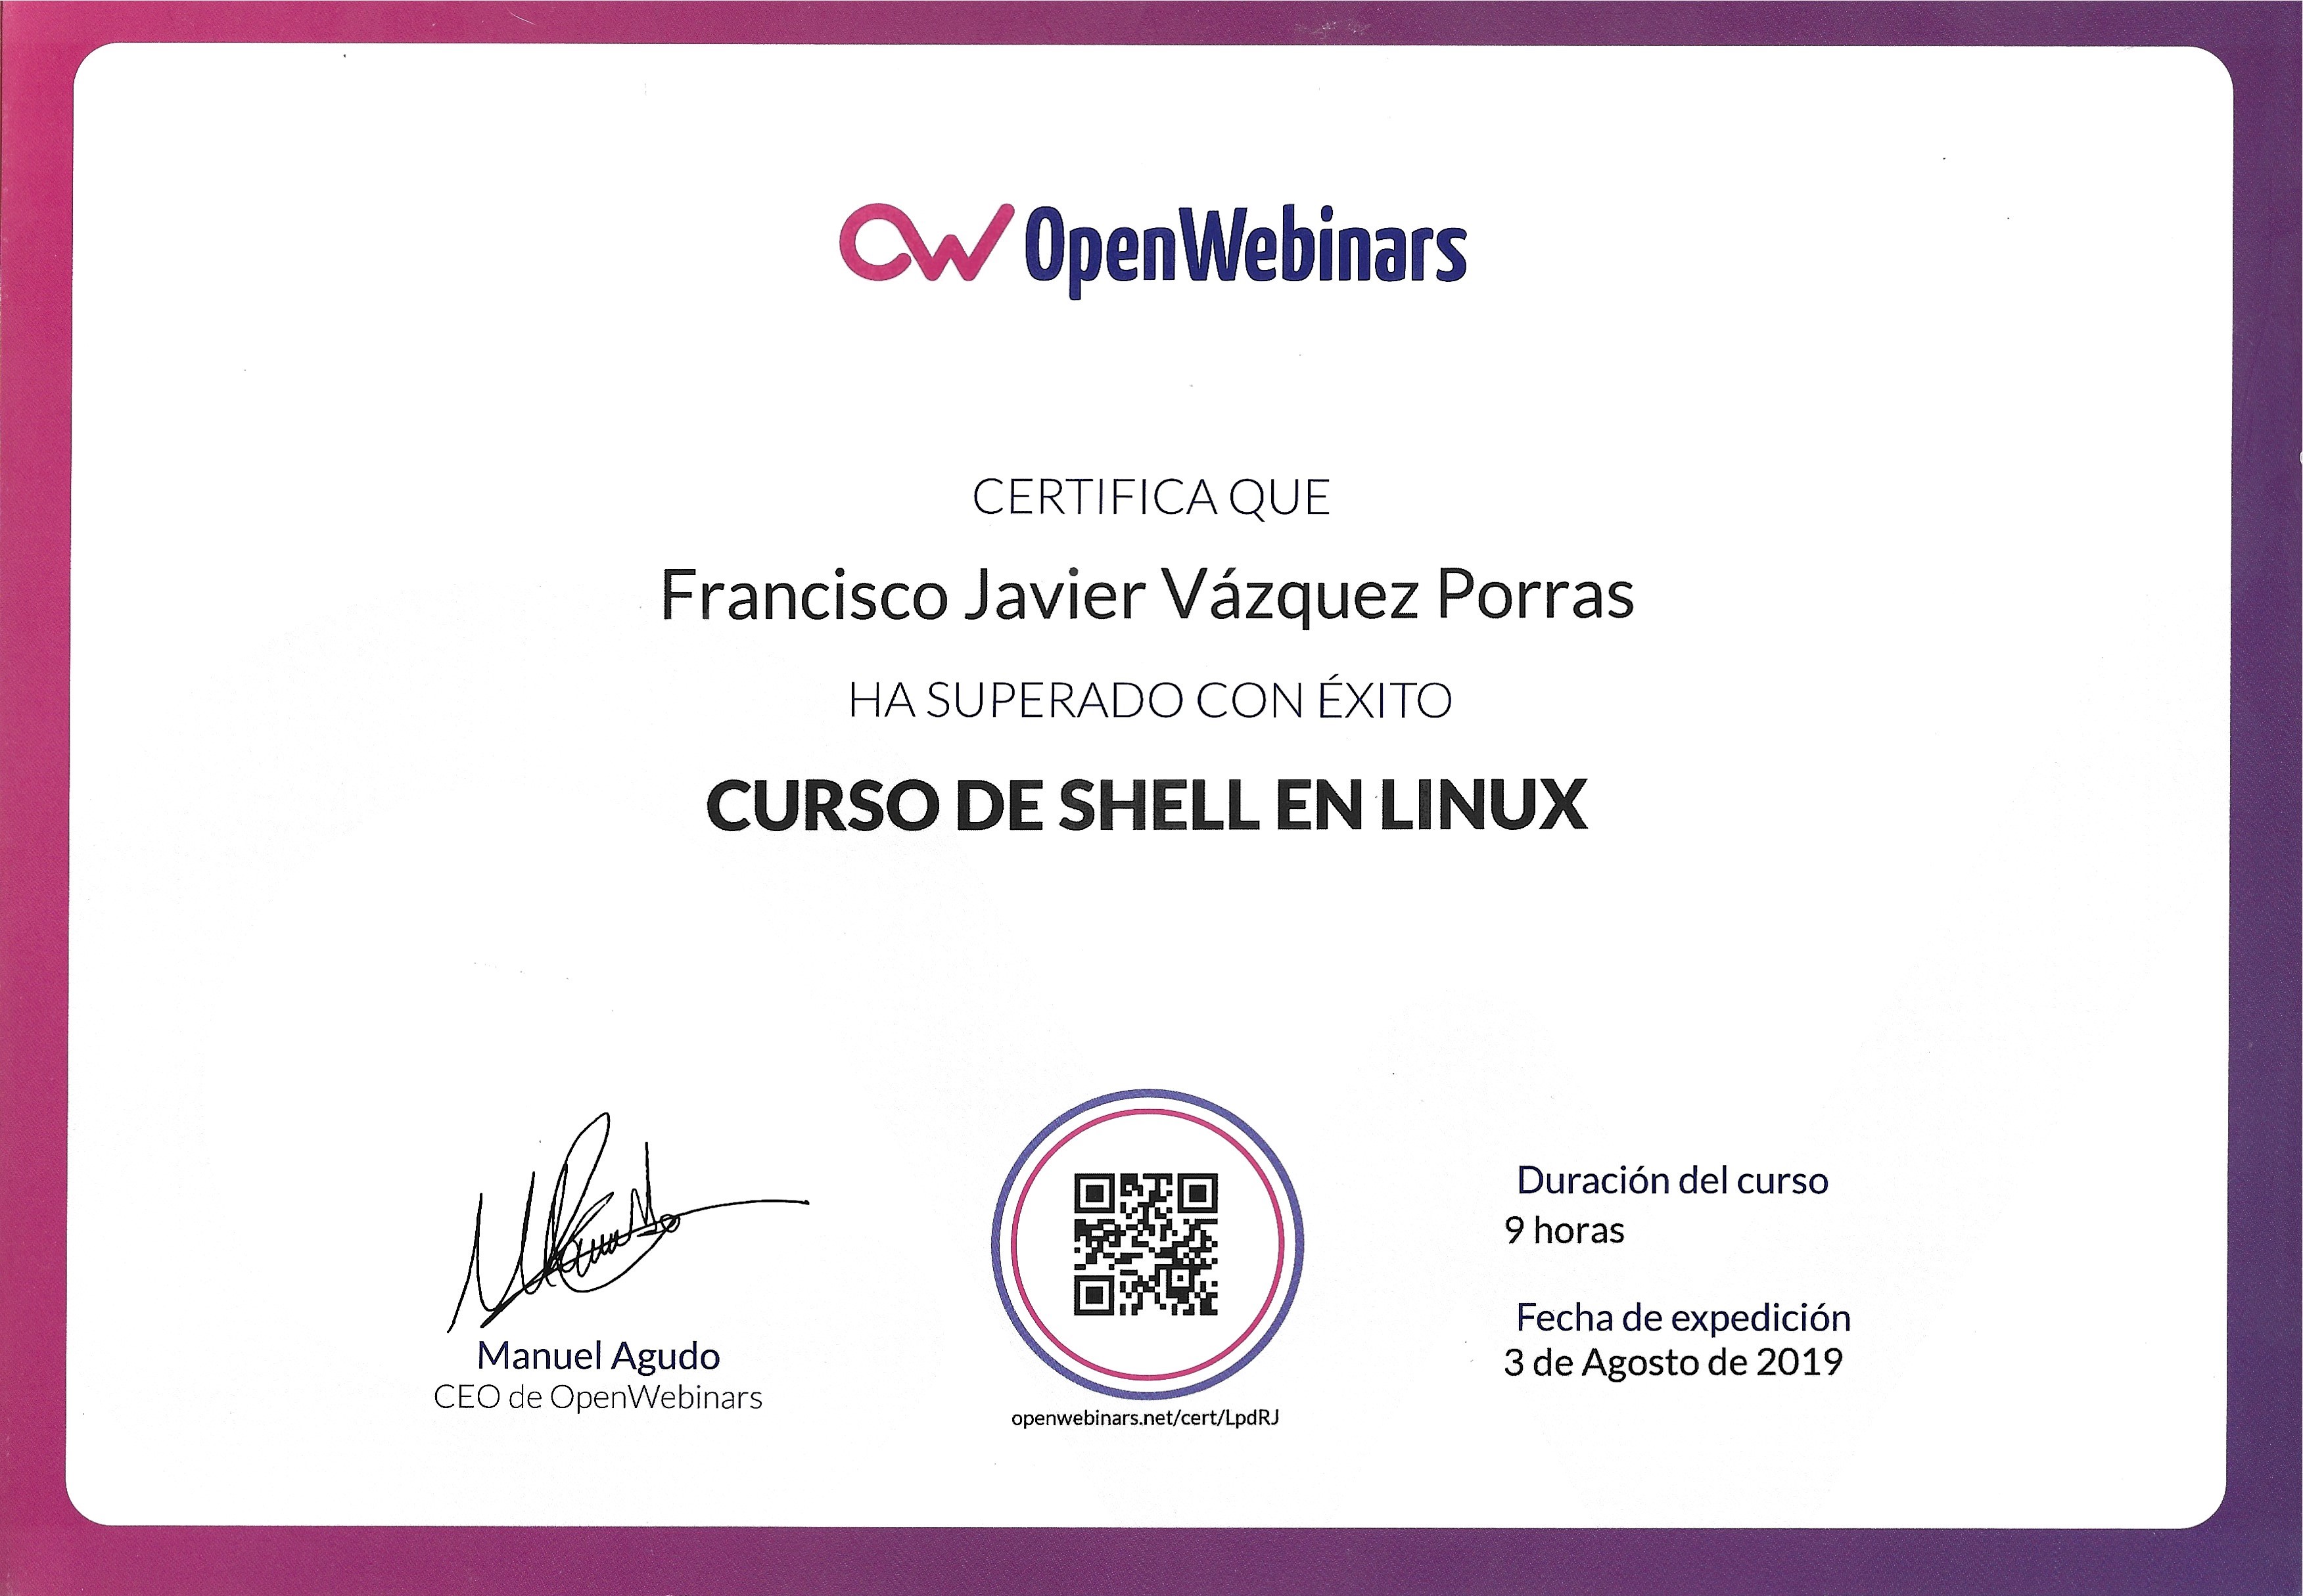 OpenWebinars
CERTIFICA QUE
Francisco Javier Vázquez Porras
HA SUPERADO CON ÉXITO
CURSO DE SHELL EN LINUX
Manuel Agudo
CEO de OpenWebinars
openwebinars.net/cert/LpdRJ
Duración del curso
9 horas
Fecha de expedición
3 de Agosto de 2019